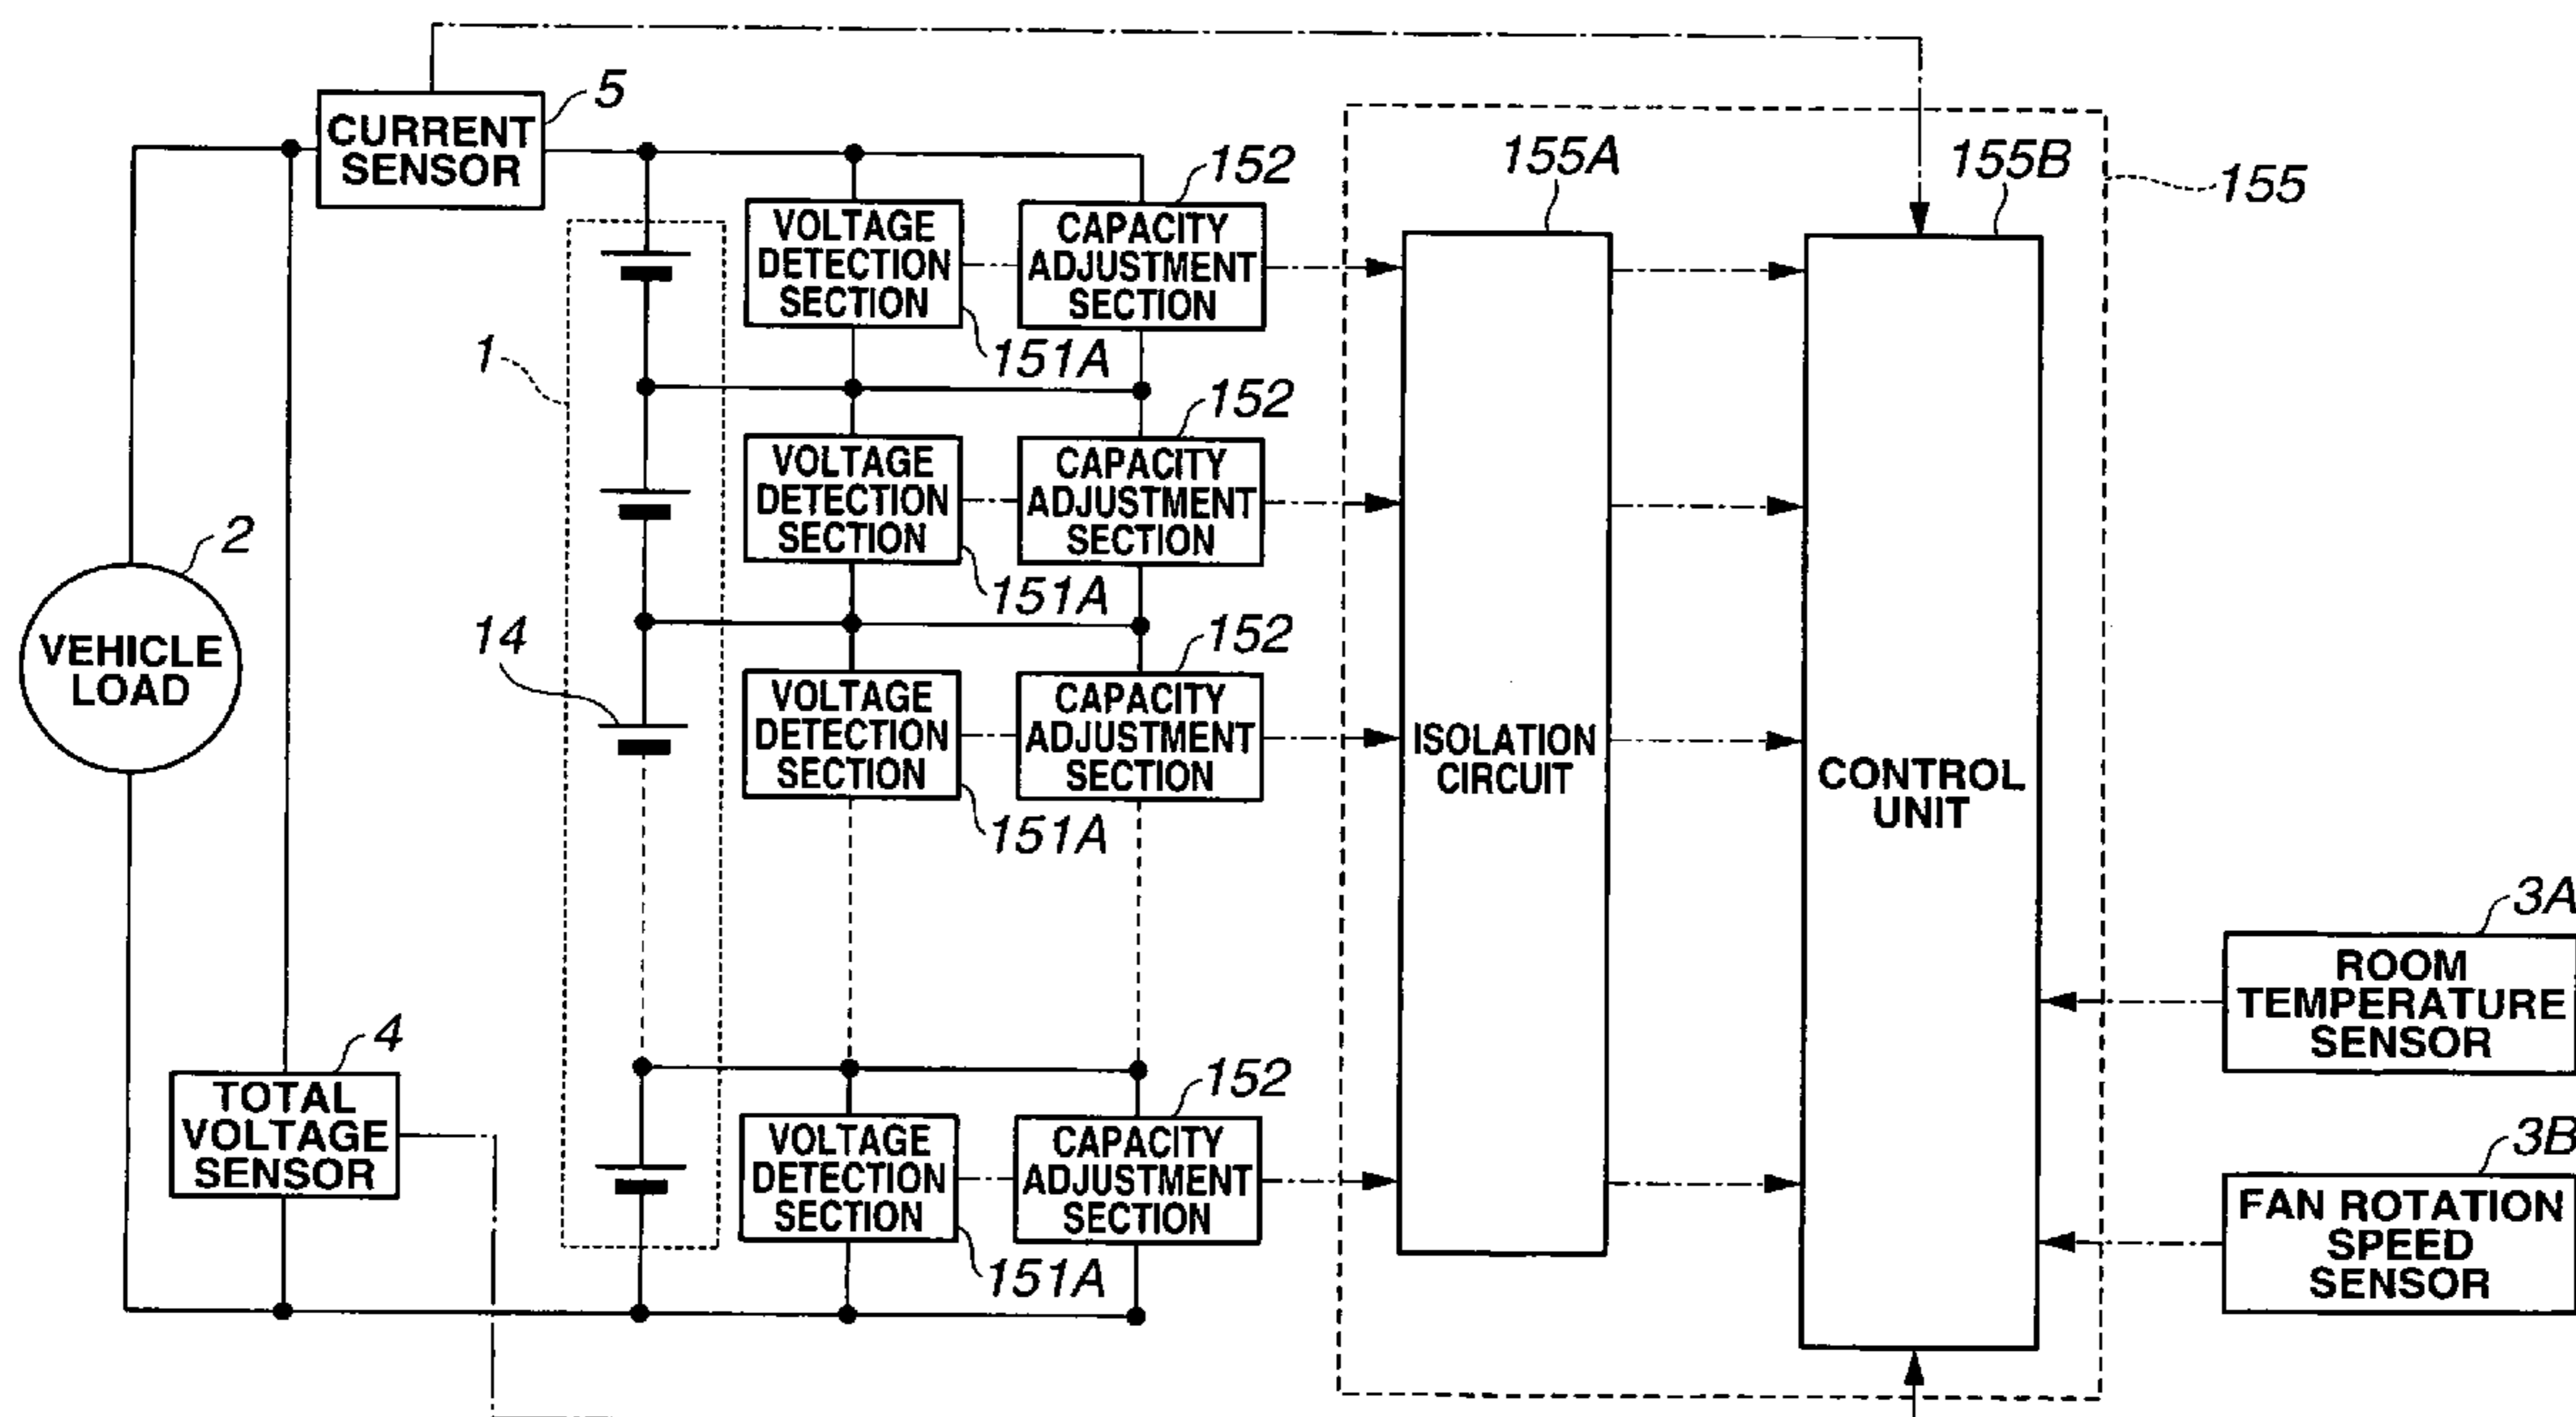 5
CURRENT
SENSOR
155A
155B
155
152
VOLTAGE
DETECTION
SECTION
CAPACITY
ADJUSTMENT
SECTION
1
151A
152
VOLTAGE
DETECTION
SECTION
CAPACITY
ADJUSTMENT
SECTION
2
151A
VEHICLE
LOAD
14
152
VOLTAGE
DETECTION
SECTION
CAPACITY
ADJUSTMENT
SECTION
151A
ISOLATION
CIRCUIT
CONTROL
UNIT
3A
ROOM
TEMPERATURE
SENSOR
4
TOTAL
VOLTAGE
SENSOR
152
VOLTAGE
DETECTION
SECTION
CAPACITY
ADJUSTMENT
SECTION
151A
3B
FAN ROTATION
SPEED
SENSOR